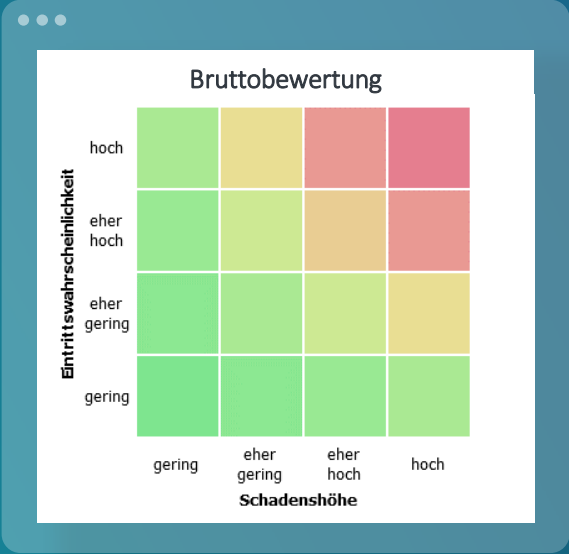 Bruttobewertung
Eintrittswahrscheinlichkeit
hoch
eher
hoch
eher
gering
gering
gering
eher
gering
eher
hoch
hoch
Schadenshöhe